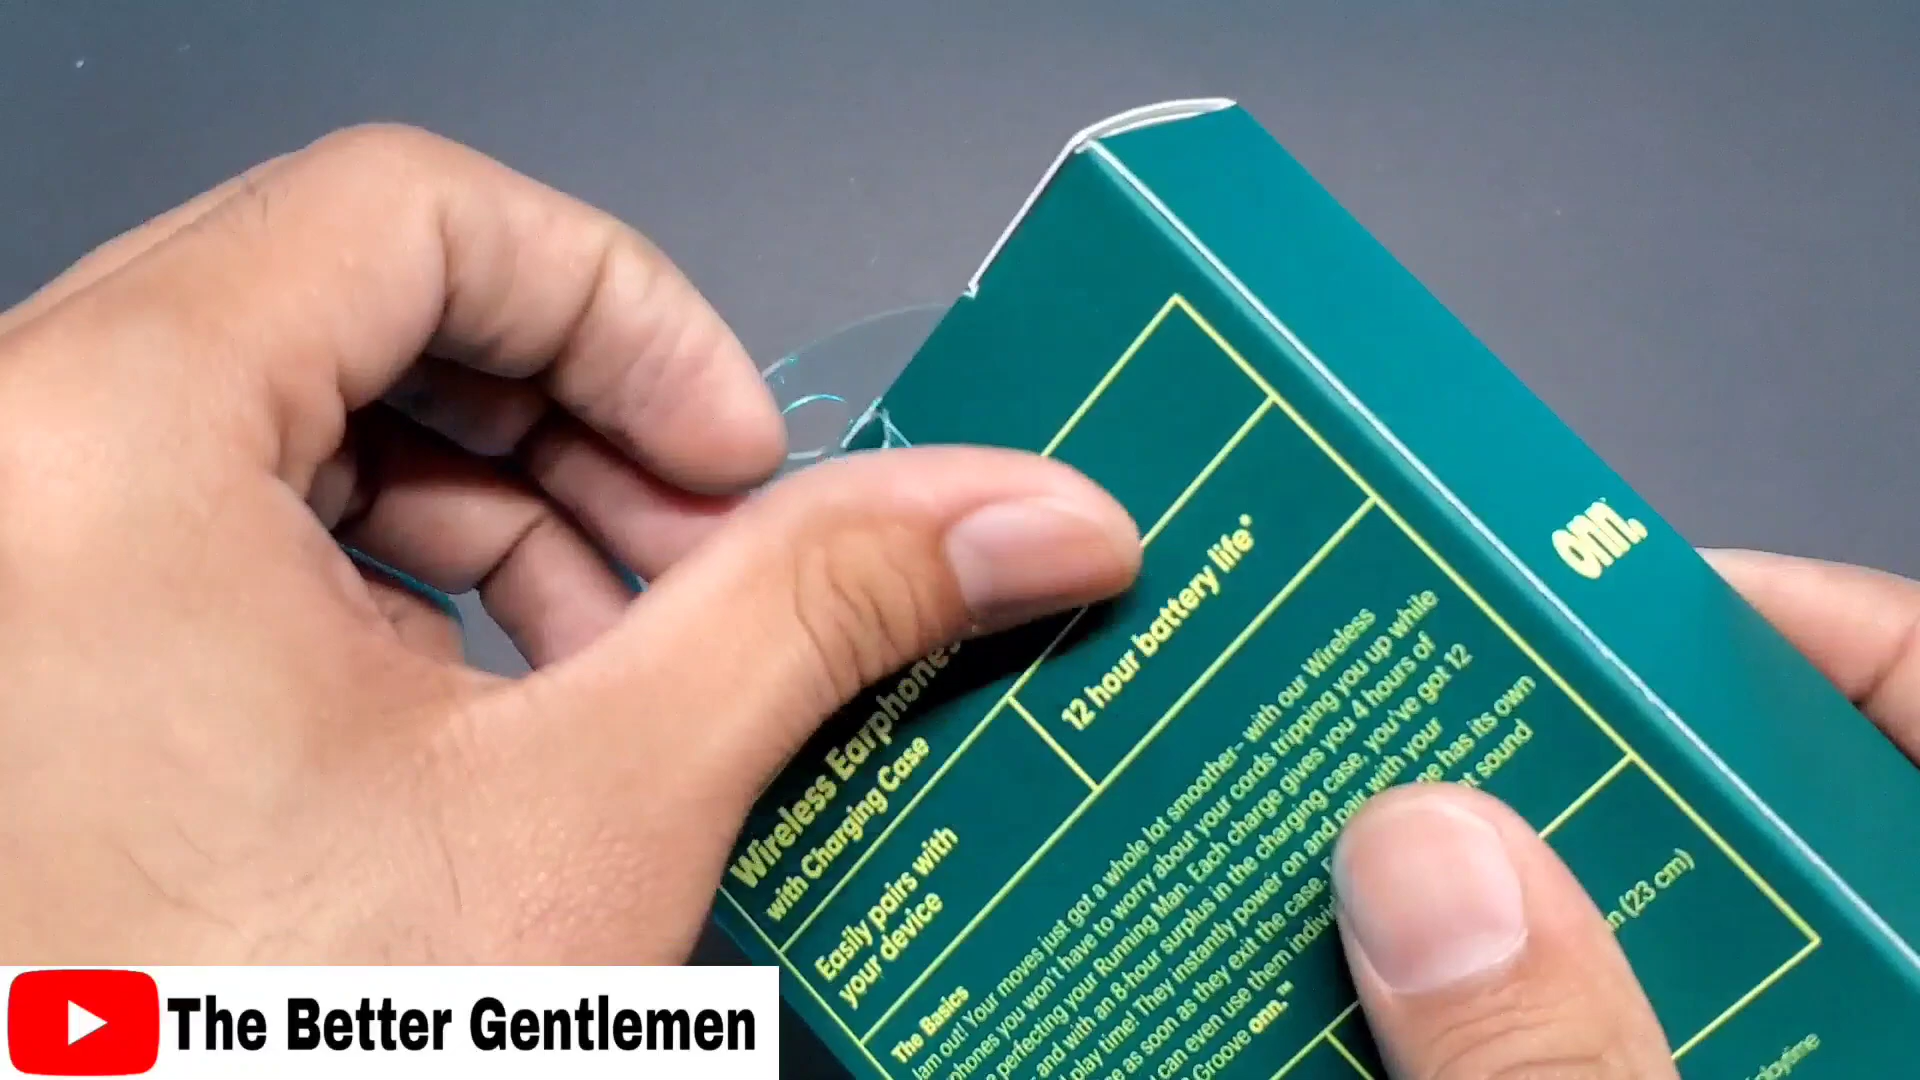 onn.
Wireless Earphones
with Charging Case
Easily pairs with
your device
12 hour battery life*
The Basics
Jam out! Your moves just got a whole lot smoother- with our Wireless
you won't have to worry about your cords tripping you up while
perfecting your Running Man. Each charge gives you 4 hours of
and with an 8-hour surplus in the charging case, you've got 12
play time! They instantly power on and pair with your
as soon as they exit the case.
has its own
can even use them
sound
Groove onn.™
(23 cm)
The Better Gentlemen